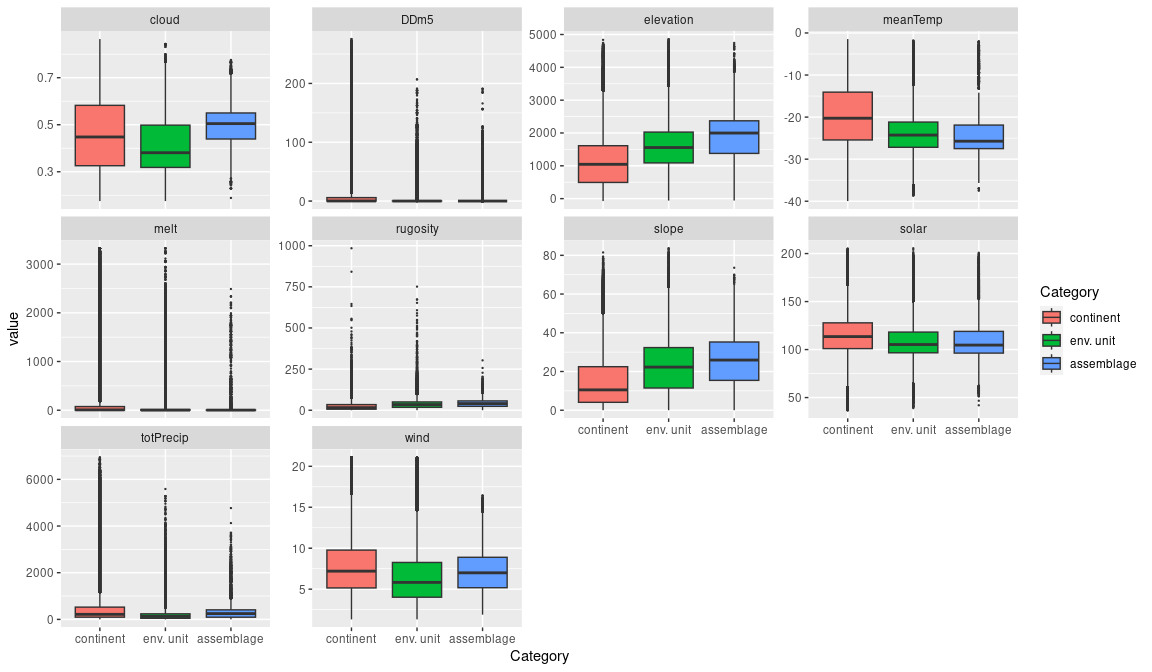 cloud
DDm5
elevation
meanTemp
0.7
0.5
0.3
200
100
0
5000
4000
3000
2000
1000
0
0
-10
-20
-30
-40
melt
rugosity
slope
solar
3000
2000
1000
0
1000
750
500
250
0
80
60
40
20
0
200
150
100
50
continent env. unit assemblage
continent env. unit assemblage
totPrecip
wind
6000
4000
2000
0
20
15
10
5
continent env. unit assemblage
continent env. unit assemblage
value
Category
Category
continent
env. unit
assemblage